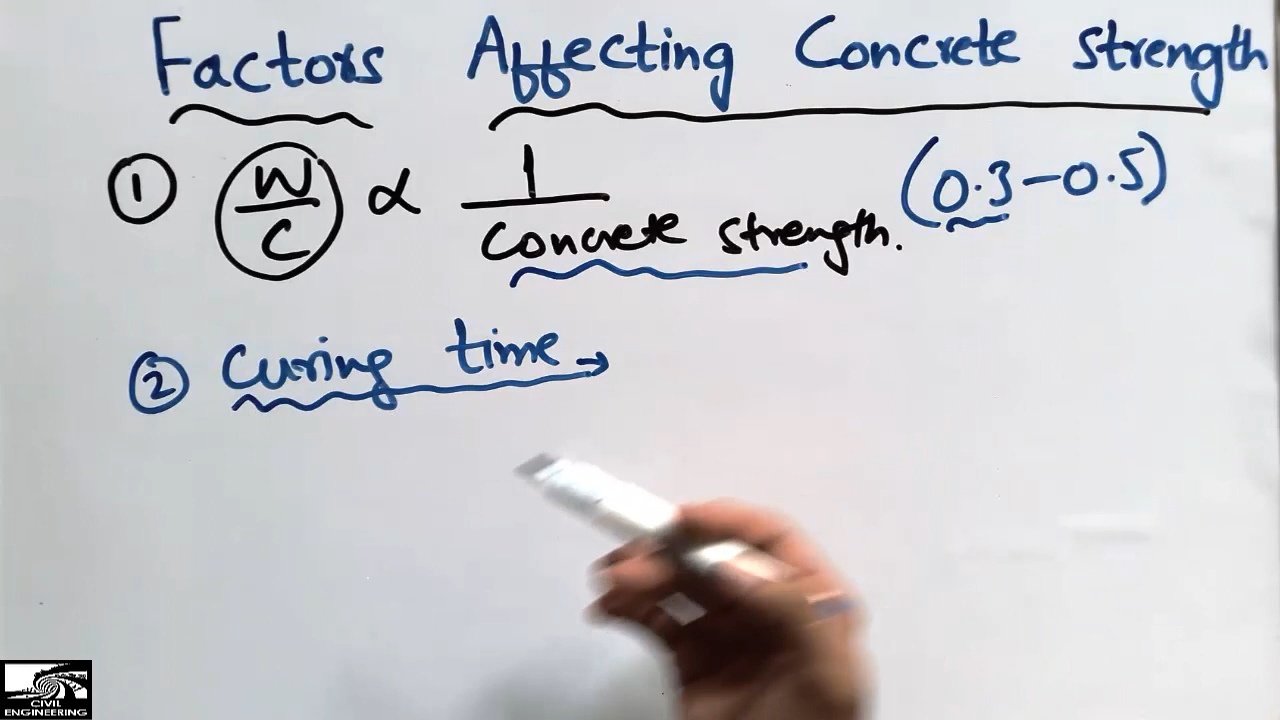 Factors Affecting Concrete strength
① W/C ∝ 1/concrete strength. (0.3-0.5)
② Curing time →
CIVIL
ENGINEERING